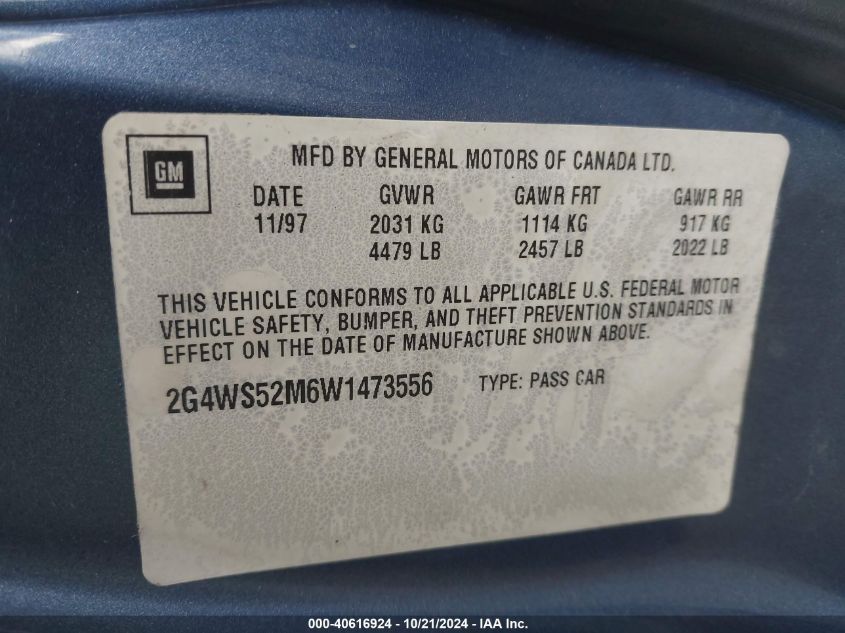 GM
MFD BY GENERAL MOTORS OF CANADA LTD.
DATE GVWR GAWR FRT GAWR RR
11/97 2031 KG 1114 KG 917 KG
4479 LB 2457 LB 2022 LB
THIS VEHICLE CONFORMS TO ALL APPLICABLE U.S. FEDERAL MOTOR
VEHICLE SAFETY, BUMPER, AND THEFT PREVENTION STANDARDS IN
EFFECT ON THE DATE OF MANUFACTURE SHOWN ABOVE.
2G4WS52M6W1473556 TYPE: PASS CAR
000-40616924 - 10/21/2024 - IAA Inc.